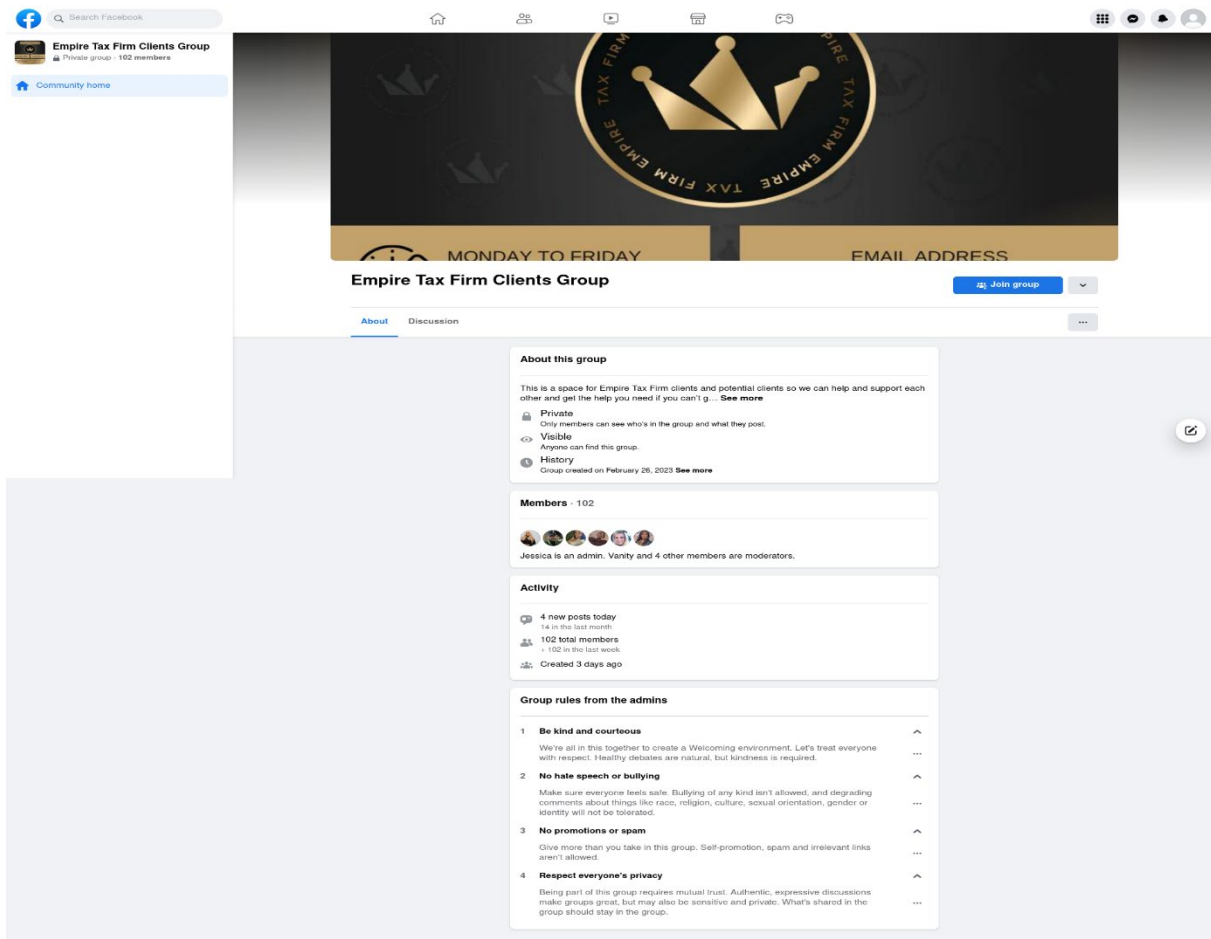 Search Facebook
Empire Tax Firm Clients Group
Private group · 102 members
Community home
EMPIRE TAX FIRM EMPIRE TAX FIRM
MONDAY TO FRIDAY
EMAIL ADDRESS
Empire Tax Firm Clients Group
Join group
About
Discussion
About this group
This is a space for Empire Tax Firm clients and potential clients so we can help and support each
other and get the help you need if you can't g... See more
Private
Only members can see who's in the group and what they post.
Visible
Anyone can find this group.
History
Group created on February 26, 2023 See more
Members · 102
Jessica is an admin. Vanity and 4 other members are moderators.
Activity
4 new posts today
14 in the last month
102 total members
+ 102 in the last week
Created 3 days ago
Group rules from the admins
1 Be kind and courteous
We're all in this together to create a Welcoming environment. Let's treat everyone
with respect. Healthy debates are natural, but kindness is required.
2 No hate speech or bullying
Make sure everyone feels safe. Bullying of any kind isn't allowed, and degrading
comments about things like race, religion, culture, sexual orientation, gender or
identity will not be tolerated.
3 No promotions or spam
Give more than you take in this group. Self-promotion, spam and irrelevant links
aren't allowed.
4 Respect everyone's privacy
Being part of this group requires mutual trust. Authentic, expressive discussions
make groups great, but may also be sensitive and private. What's shared in the
group should stay in the group.